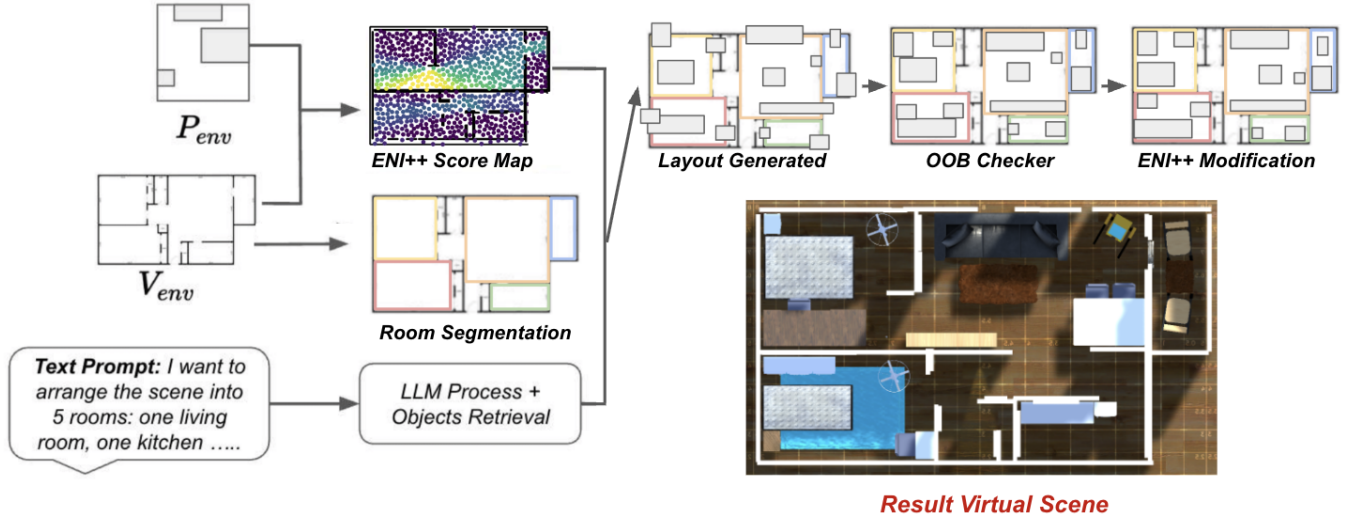 P_env
ENI++ Score Map
Layout Generated
OOB Checker
ENI++ Modification
V_env
Room Segmentation
Text Prompt: I want to
arrange the scene into
5 rooms: one living
room, one kitchen …..
LLM Process +
Objects Retrieval
Result Virtual Scene